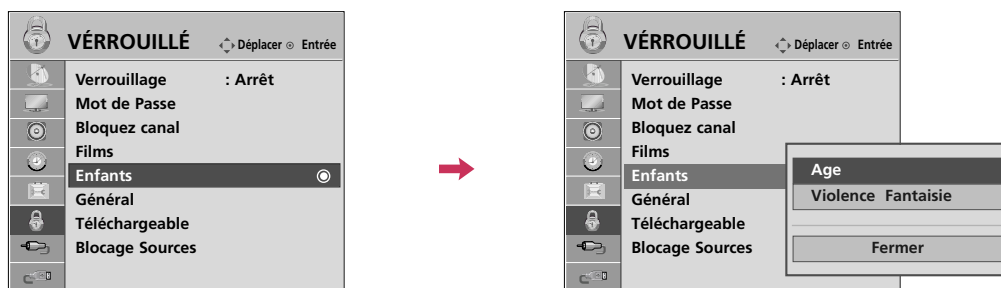 VÉRROUILLÉ Déplacer Entrée
Verrouillage : Arrêt
Mot de Passe
Bloquez canal
Films
Enfants
Général
Téléchargeable
Blocage Sources
VÉRROUILLÉ Déplacer Entrée
Verrouillage : Arrêt
Mot de Passe
Bloquez canal
Films
Enfants
Général
Téléchargeable
Blocage Sources
Age
Violence Fantaisie
Fermer